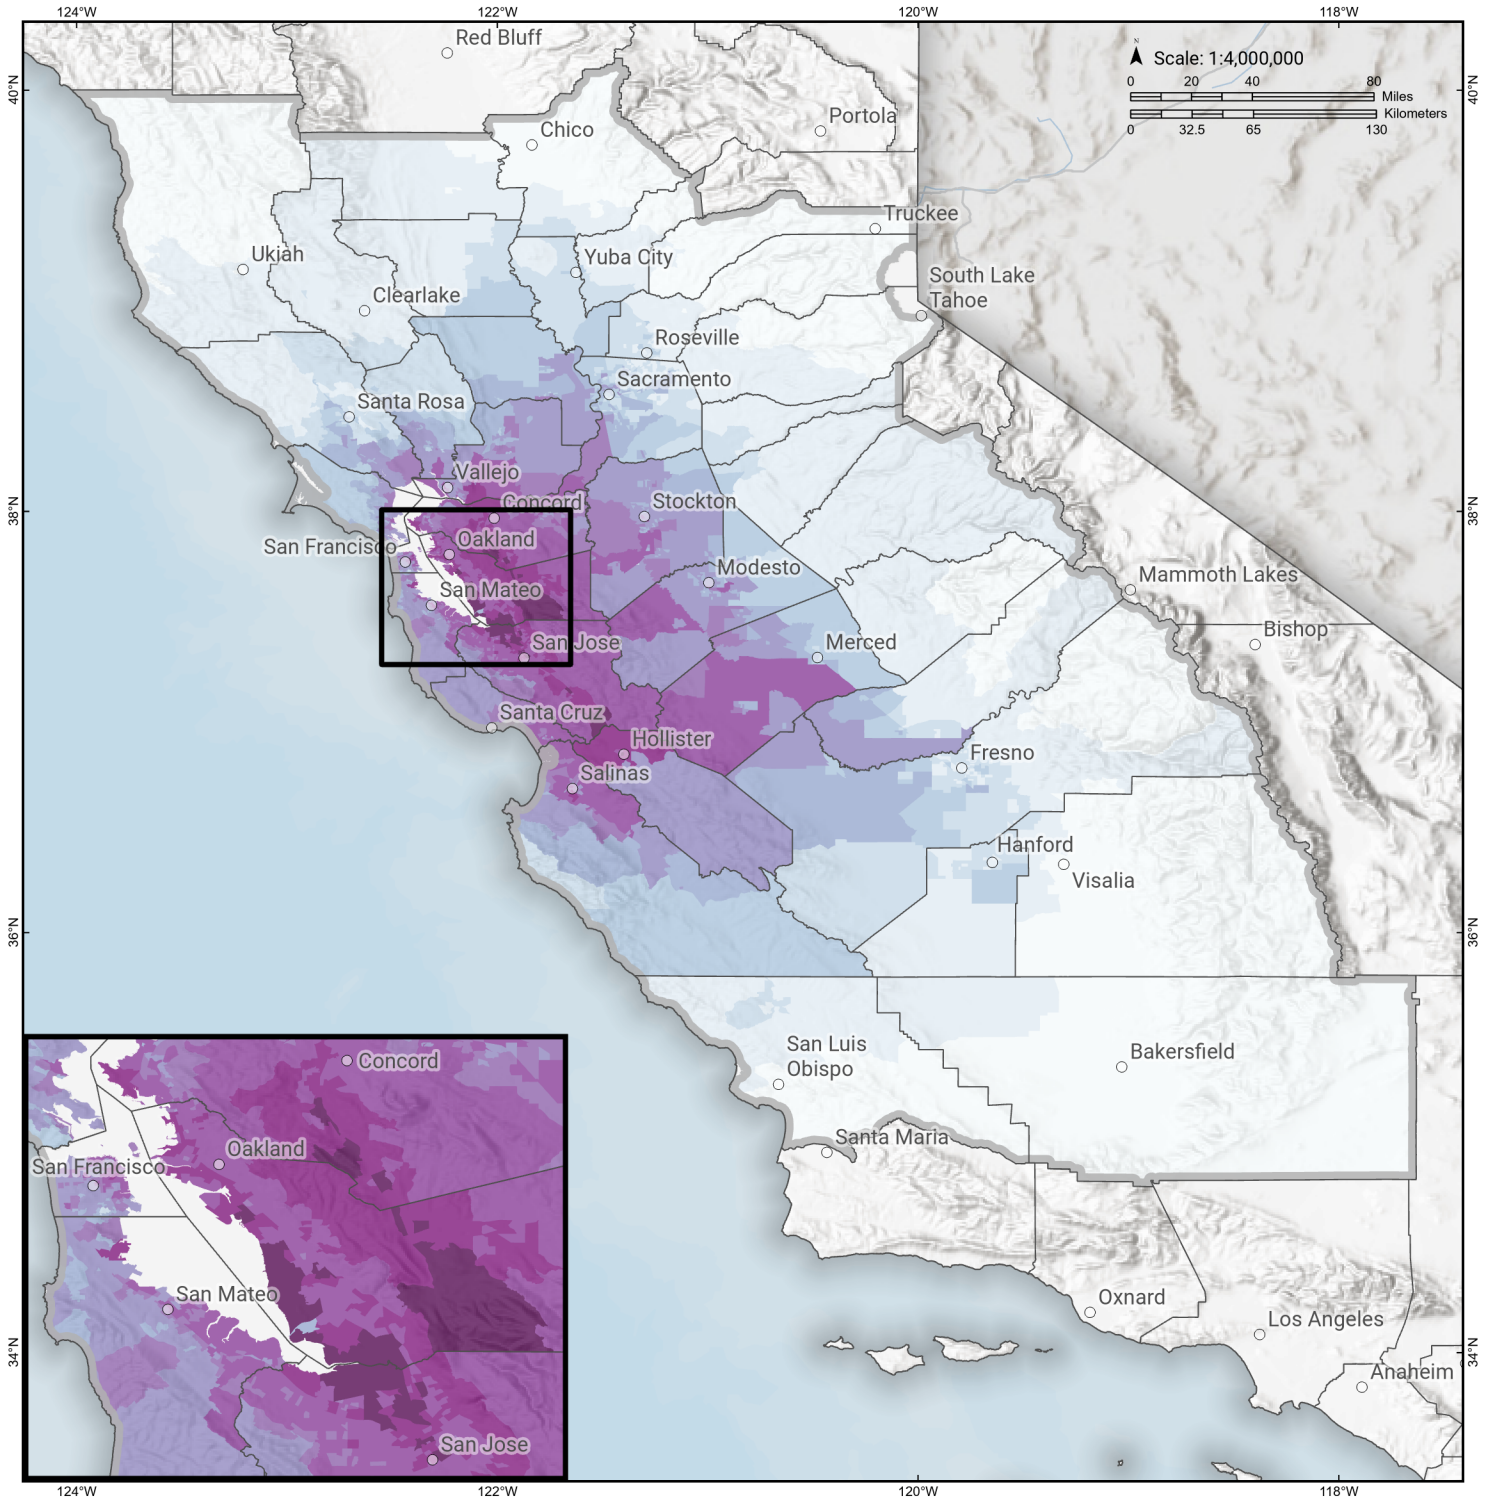 124°W
122°W
120°W
118°W
Red Bluff
N
Scale: 1:4,000,000
0 20 40 80
Miles
Kilometers
0 32.5 65 130
40°N
40°N
Portola
Chico
Truckee
Ukiah
Yuba City
South Lake
Tahoe
Clearlake
Roseville
Sacramento
Santa Rosa
Vallejo
Concord
Stockton
38°N
38°N
San Francisco
Oakland
Modesto
Mammoth Lakes
San Mateo
Bishop
San Jose
Merced
Santa Cruz
Hollister
Fresno
Salinas
Hanford
Visalia
36°N
36°N
San Luis
Obispo
Bakersfield
Concord
Santa Maria
Oakland
San Francisco
San Mateo
Oxnard
Los Angeles
34°N
34°N
Anaheim
San Jose
124°W
122°W
120°W
118°W